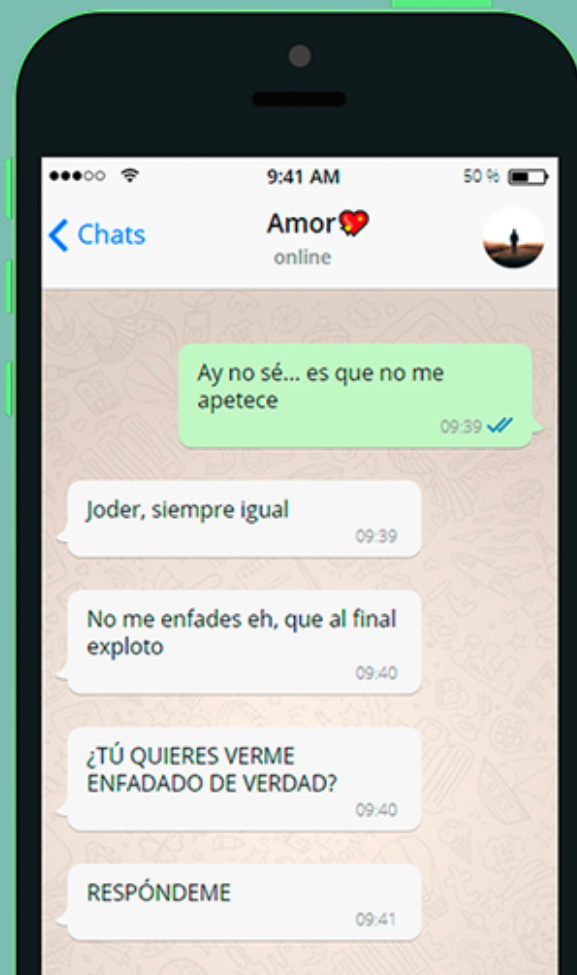 9:41 AM
50 %
Chats
Amor
online
Ay no sé... es que no me
apetece
09:39
Joder, siempre igual
09:39
No me enfades eh, que al final
exploto
09:40
¿TÚ QUIERES VERME
ENFADADO DE VERDAD?
09:40
RESPÓNDEME
09:41